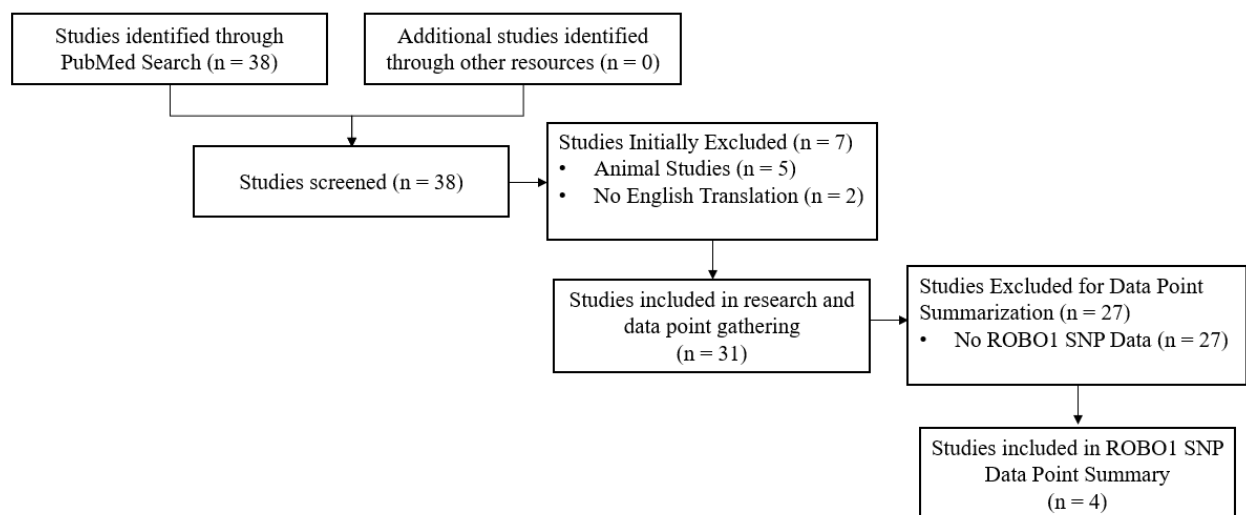 Studies identified through
PubMed Search (n = 38)
Additional studies identified
through other resources (n = 0)
Studies screened (n = 38)
Studies Initially Excluded (n = 7)
• Animal Studies (n = 5)
• No English Translation (n = 2)
Studies included in research and
data point gathering
(n = 31)
Studies Excluded for Data Point
Summarization (n = 27)
• No ROBO1 SNP Data (n = 27)
Studies included in ROBO1 SNP
Data Point Summary
(n = 4)